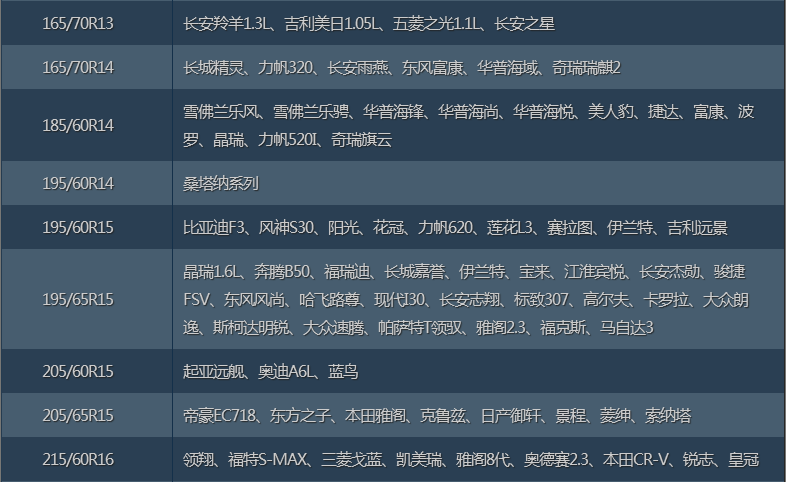 165/70R13 长安羚羊1.3L、吉利美日1.05L、五菱之光1.1L、长安之星
165/70R14 长城精灵、力帆320、长安雨燕、东风富康、华普海域、奇瑞瑞麒2
185/60R14 雪佛兰乐风、雪佛兰乐骋、华普海锋、华普海尚、华普海悦、美人豹、捷达、富康、波
罗、晶瑞、力帆520I、奇瑞旗云
195/60R14 桑塔纳系列
195/60R15 比亚迪F3、风神S30、阳光、花冠、力帆620、莲花L3、赛拉图、伊兰特、吉利远景
195/65R15 晶瑞1.6L、奔腾B50、福瑞迪、长城嘉誉、伊兰特、宝来、江淮宾悦、长安杰勋、骏捷
FSV、东风风尚、哈飞路尊、现代I30、长安志翔、标致307、高尔夫、卡罗拉、大众朗
逸、斯柯达明锐、大众速腾、帕萨特T领驭、雅阁2.3、福克斯、马自达3
205/60R15 起亚远舰、奥迪A6L、蓝鸟
205/65R15 帝豪EC718、东方之子、本田雅阁、克鲁兹、日产御轩、景程、菱绅、索纳塔
215/60R16 领翔、福特S-MAX、三菱戈蓝、凯美瑞、雅阁8代、奥德赛2.3、本田CR-V、锐志、皇冠